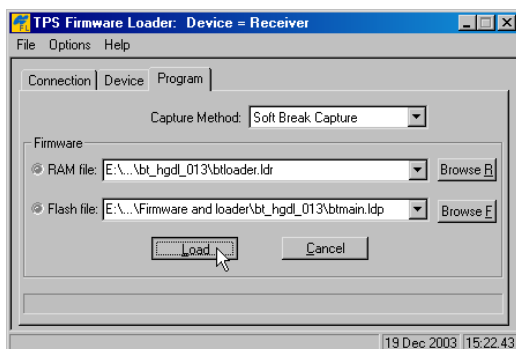 TPS Firmware Loader: Device = Receiver
File Options Help
Connection Device Program
Capture Method: Soft Break Capture
Firmware
RAM file: E:\...\bt_hgdl_013\btloader.ldr Browse R
Flash file: E:\...\Firmware and loader\bt_hgdl_013\btmain.ldp Browse F
Load Cancel
19 Dec 2003 15:22.43